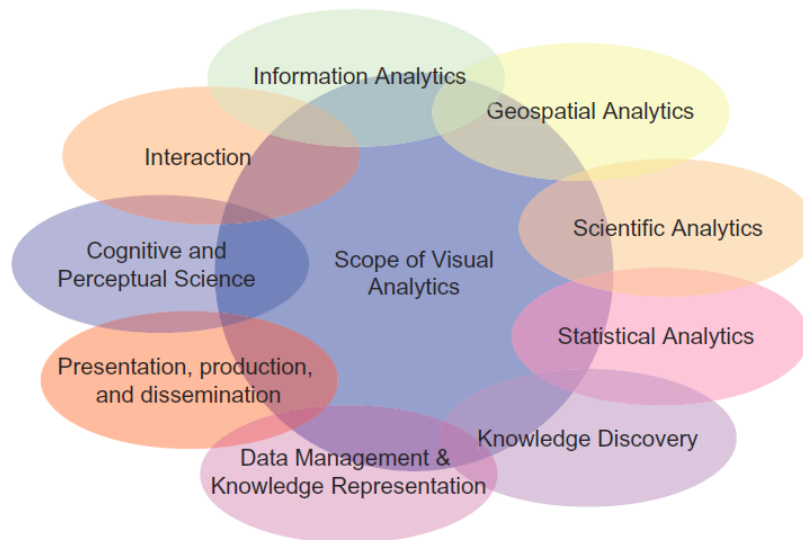 Information Analytics
Geospatial Analytics
Interaction
Scientific Analytics
Cognitive and
Perceptual Science
Scope of Visual
Analytics
Statistical Analytics
Presentation, production,
and dissemination
Knowledge Discovery
Data Management &
Knowledge Representation